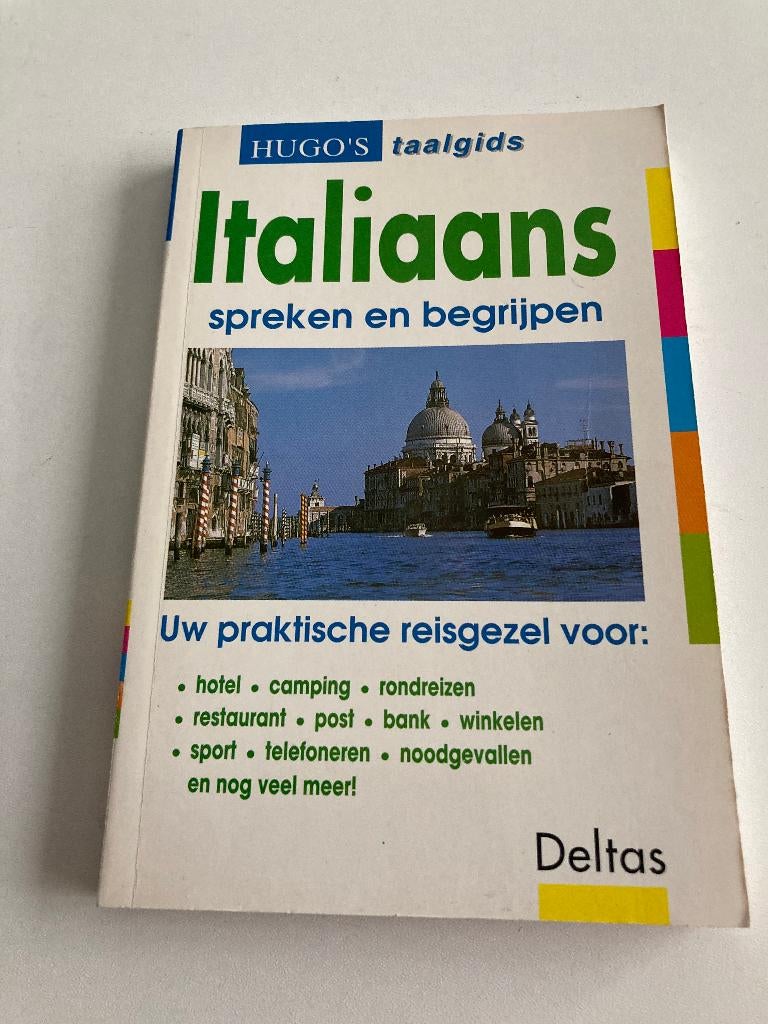 HUGO'S taalgids
Italiaans
spreken en begrijpen
Uw praktische reisgezel voor:
• hotel • camping • rondreizen
• restaurant • post • bank • winkelen
• sport • telefoneren • noodgevallen
en nog veel meer!
Deltas